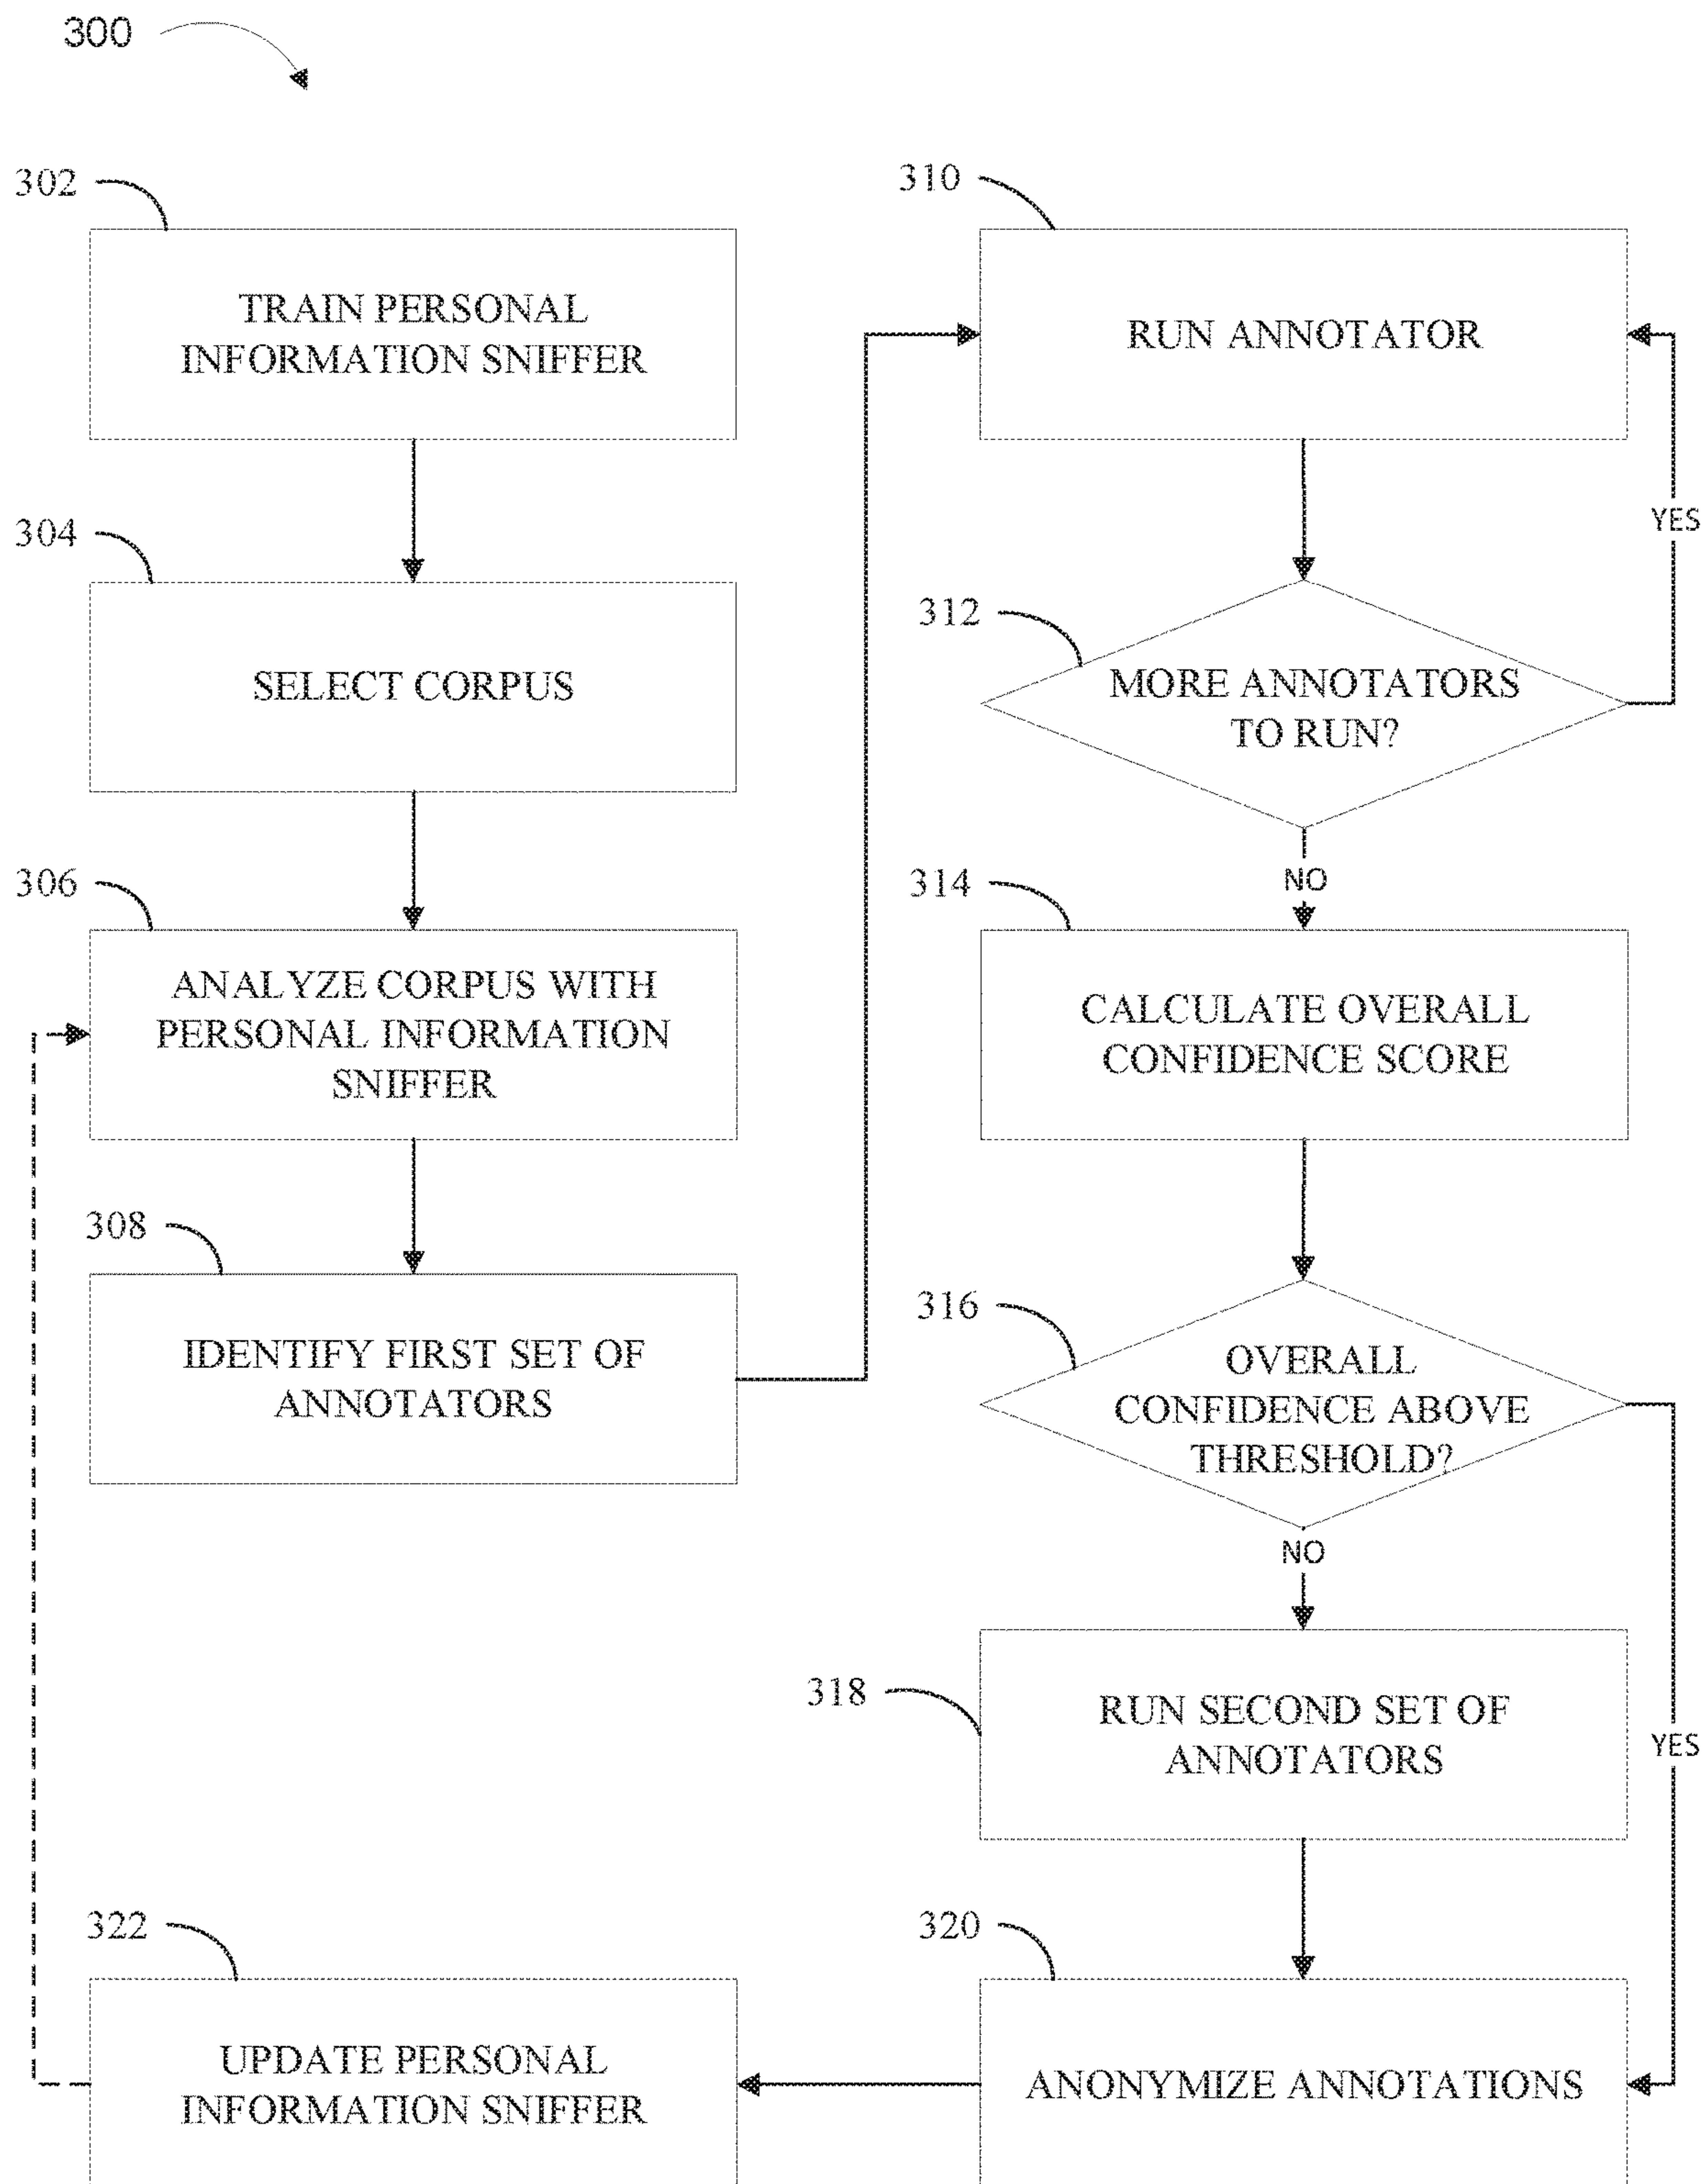 300
302
TRAIN PERSONAL
INFORMATION SNIFFER
304
SELECT CORPUS
306
ANALYZE CORPUS WITH
PERSONAL INFORMATION
SNIFFER
308
IDENTIFY FIRST SET OF
ANNOTATORS
310
RUN ANNOTATOR
YES
312
MORE ANNOTATORS
TO RUN?
NO
314
CALCULATE OVERALL
CONFIDENCE SCORE
316
OVERALL
CONFIDENCE ABOVE
THRESHOLD?
NO
318
RUN SECOND SET OF
ANNOTATORS
YES
320
ANONYMIZE ANNOTATIONS
322
UPDATE PERSONAL
INFORMATION SNIFFER